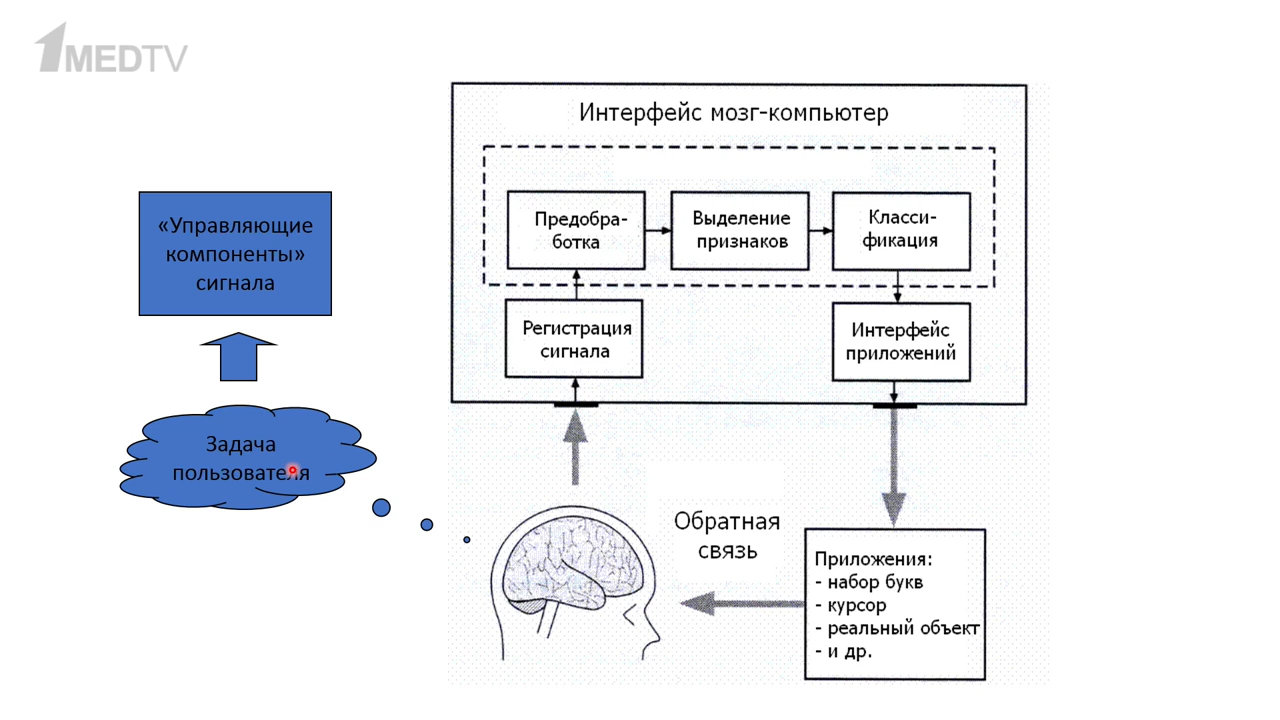 1MEDTV
Интерфейс мозг-компьютер
«Управляющие
компоненты»
сигнала
Предобра-
ботка
Выделение
признаков
Класси-
фикация
Регистрация
сигнала
Интерфейс
приложений
Задача
пользователя
Обратная
связь
Приложения:
- набор букв
- курсор
- реальный объект
- и др.